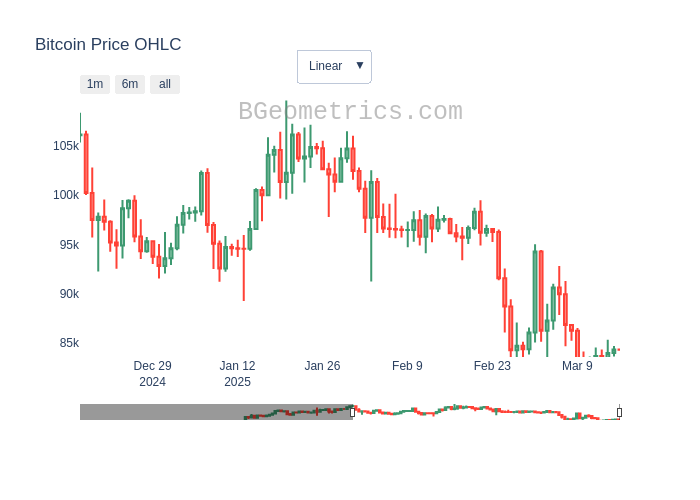 Bitcoin Price OHLC
Linear ▼
1m 6m all
BGeometrics.com
105k
100k
95k
90k
85k
Dec 29 Jan 12 Jan 26 Feb 9 Feb 23 Mar 9
2024 2025